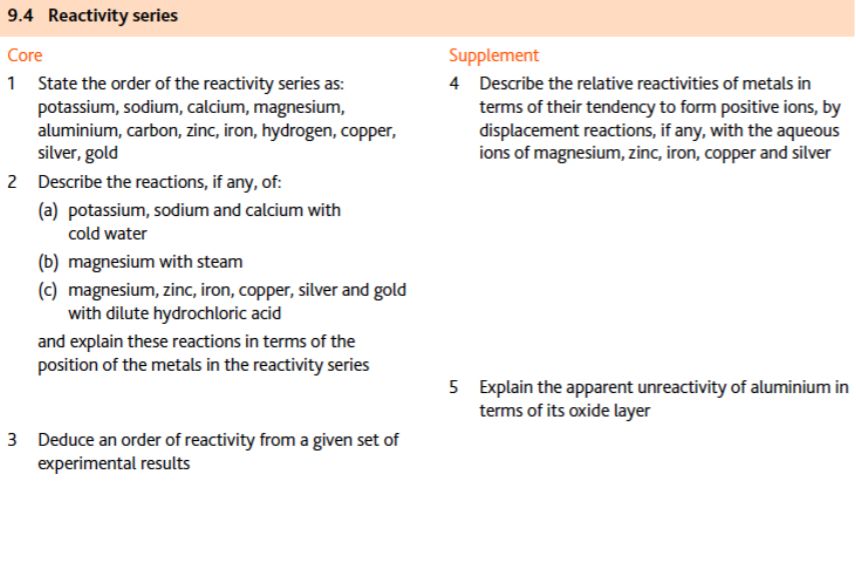 9.4 Reactivity series
Core
1 State the order of the reactivity series as:
potassium, sodium, calcium, magnesium,
aluminium, carbon, zinc, iron, hydrogen, copper,
silver, gold
2 Describe the reactions, if any, of:
(a) potassium, sodium and calcium with
cold water
(b) magnesium with steam
(c) magnesium, zinc, iron, copper, silver and gold
with dilute hydrochloric acid
and explain these reactions in terms of the
position of the metals in the reactivity series
3 Deduce an order of reactivity from a given set of
experimental results
Supplement
4 Describe the relative reactivities of metals in
terms of their tendency to form positive ions, by
displacement reactions, if any, with the aqueous
ions of magnesium, zinc, iron, copper and silver
5 Explain the apparent unreactivity of aluminium in
terms of its oxide layer